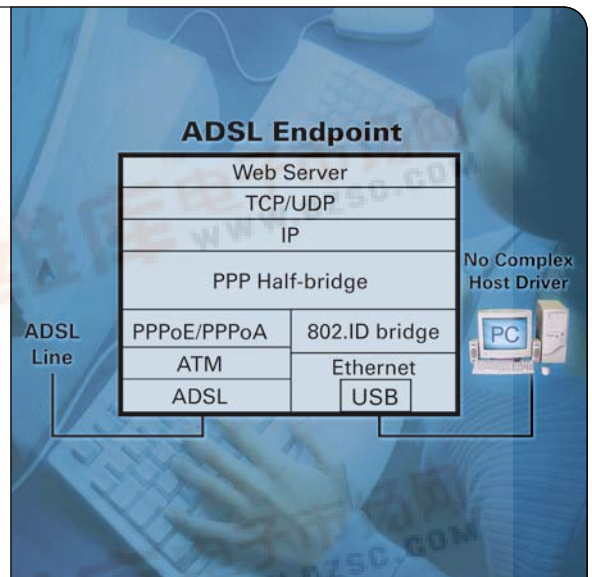 ADSL Endpoint
Web Server
TCP/UDP
IP
PPP Half-bridge
PPPoE/PPPoA
802.ID bridge
ATM
ADSL
Ethernet
USB
ADSL
Line
No Complex
Host Driver
PC